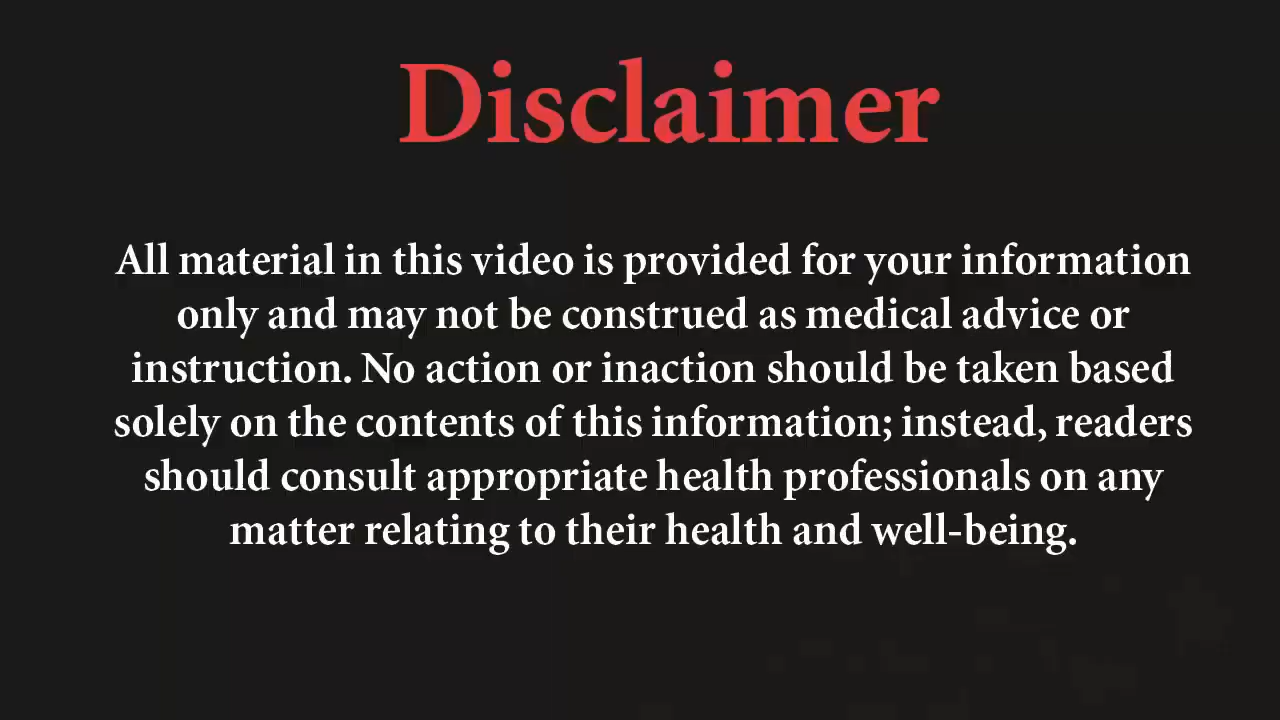 Disclaimer
All material in this video is provided for your information
only and may not be construed as medical advice or
instruction. No action or inaction should be taken based
solely on the contents of this information; instead, readers
should consult appropriate health professionals on any
matter relating to their health and well-being.